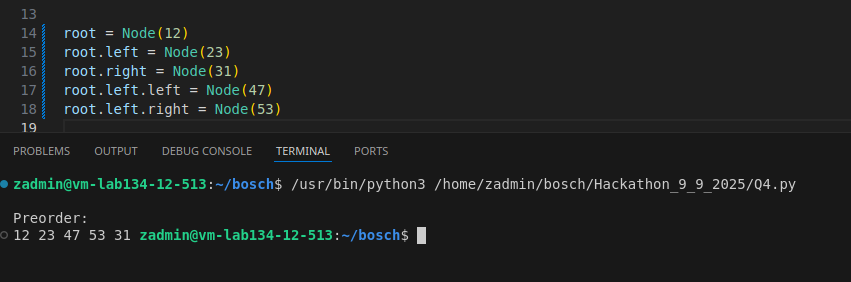 13
14 root = Node(12)
15 root.left = Node(23)
16 root.right = Node(31)
17 root.left.left = Node(47)
18 root.left.right = Node(53)
19
PROBLEMS OUTPUT DEBUG CONSOLE TERMINAL PORTS
zadmin@vm-lab134-12-513:~/bosch$ /usr/bin/python3 /home/zadmin/bosch/Hackathon_9_9_2025/Q4.py
Preorder:
12 23 47 53 31 zadmin@vm-lab134-12-513:~/bosch$